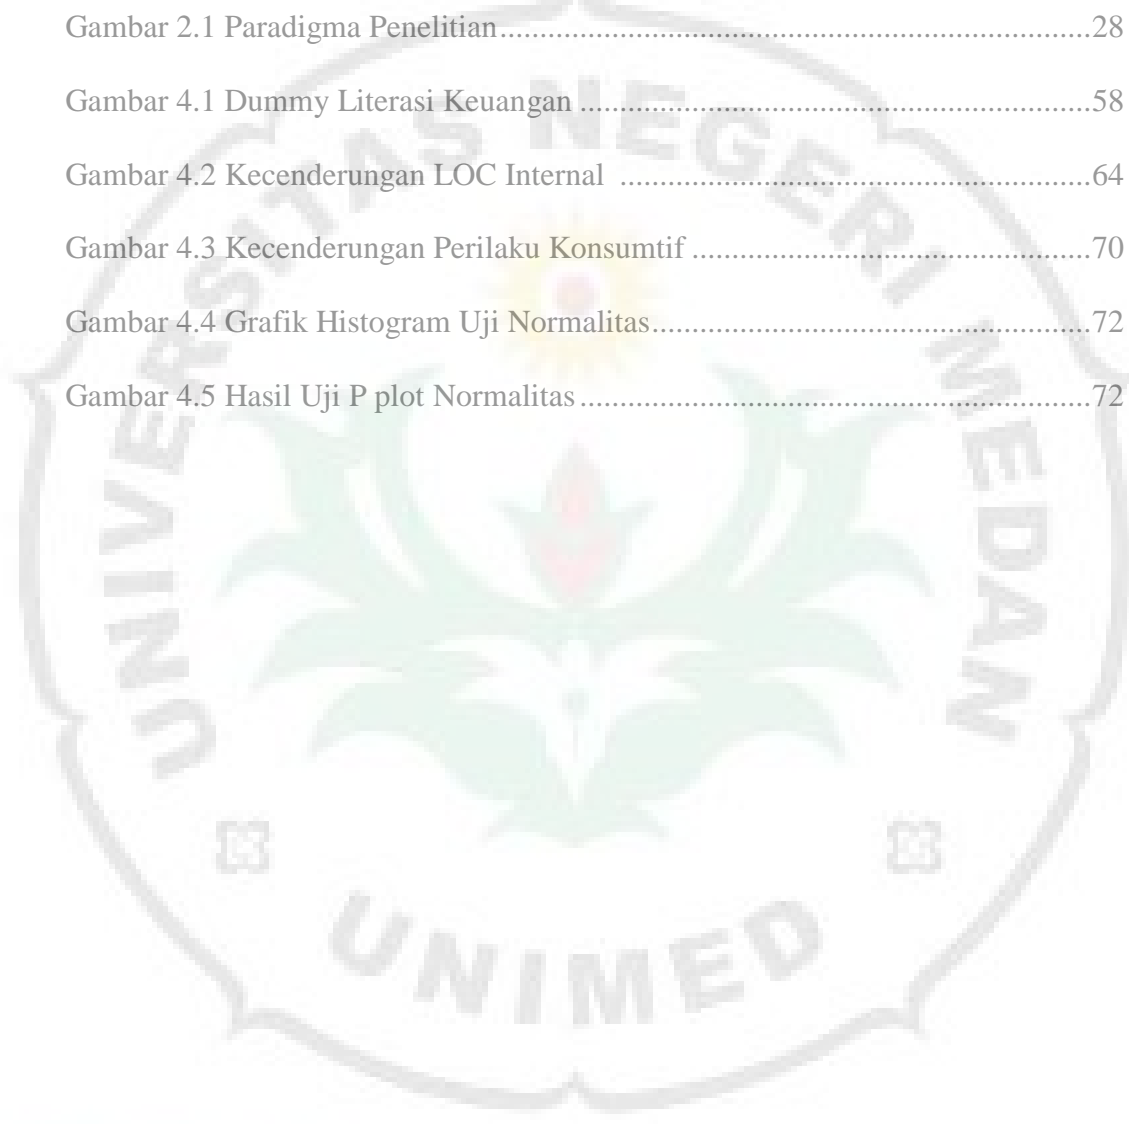 Gambar 2.1 Paradigma Penelitian..............................................................................28
Gambar 4.1 Dummy Literasi Keuangan ....................................................................58
Gambar 4.2 Kecenderungan LOC Internal ..............................................................64
Gambar 4.3 Kecenderungan Perilaku Konsumtif .....................................................70
Gambar 4.4 Grafik Histogram Uji Normalitas..........................................................72
Gambar 4.5 Hasil Uji P plot Normalitas ....................................................................72
UNIVERSITAS NEGERI MEDAN
UNIMED